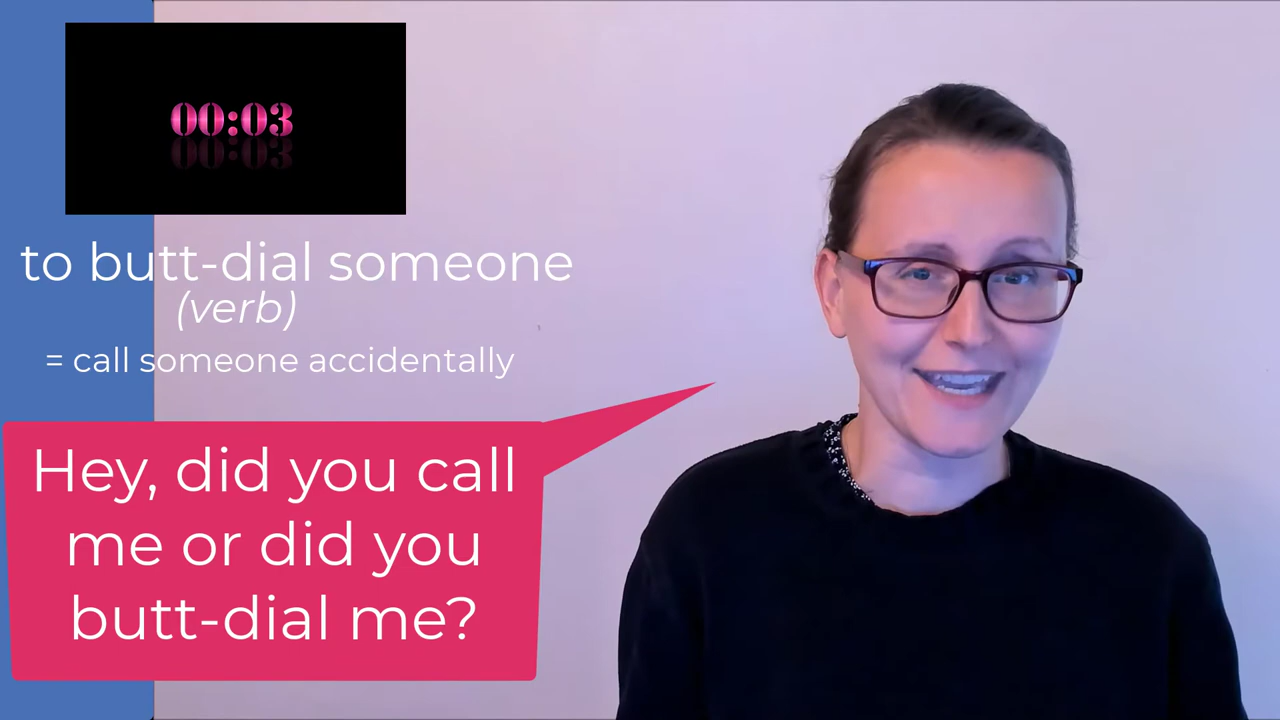 00:03
to butt-dial someone
(verb)
= call someone accidentally
Hey, did you call
me or did you
butt-dial me?